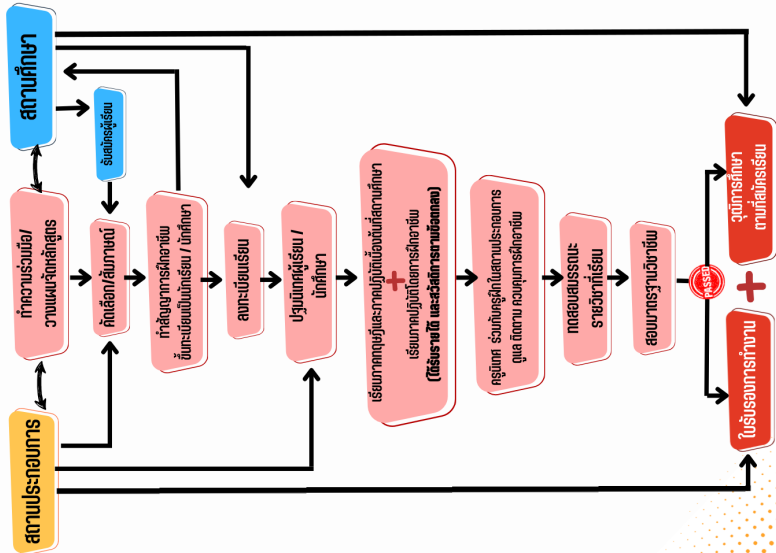 สถานศึกษา
รับสมัครผู้เรียน
ทำความร่วมมือ/
วางแผนจัดหลักสูตร
สถานประกอบการ
คัดเลือก/สัมภาษณ์
ทำสัญญาการฝึกอาชีพ
ขึ้นทะเบียนเป็นนักเรียน / นักศึกษา
ลงทะเบียนเรียน
ปฐมนิเทศผู้เรียน /
นักศึกษา
เรียนภาคทฤษฎีและภาคปฏิบัติเบื้องต้นที่สถานศึกษา
+
เรียนภาคปฏิบัติโดยการฝึกอาชีพ
(ได้รับรายได้ และสวัสดิการตามข้อตกลง)
ครูนิเทศ ร่วมกับครูฝึกในสถานประกอบการ
ดูแล ติดตาม ควบคุมการฝึกอาชีพ
ทดสอบสมรรถนะ
รายวิชาที่เรียน
สอบมาตรฐานวิชาชีพ
PASSED
วุฒิการศึกษา
ตามที่สมัครเรียน
+
ใบรับรองการทำงาน